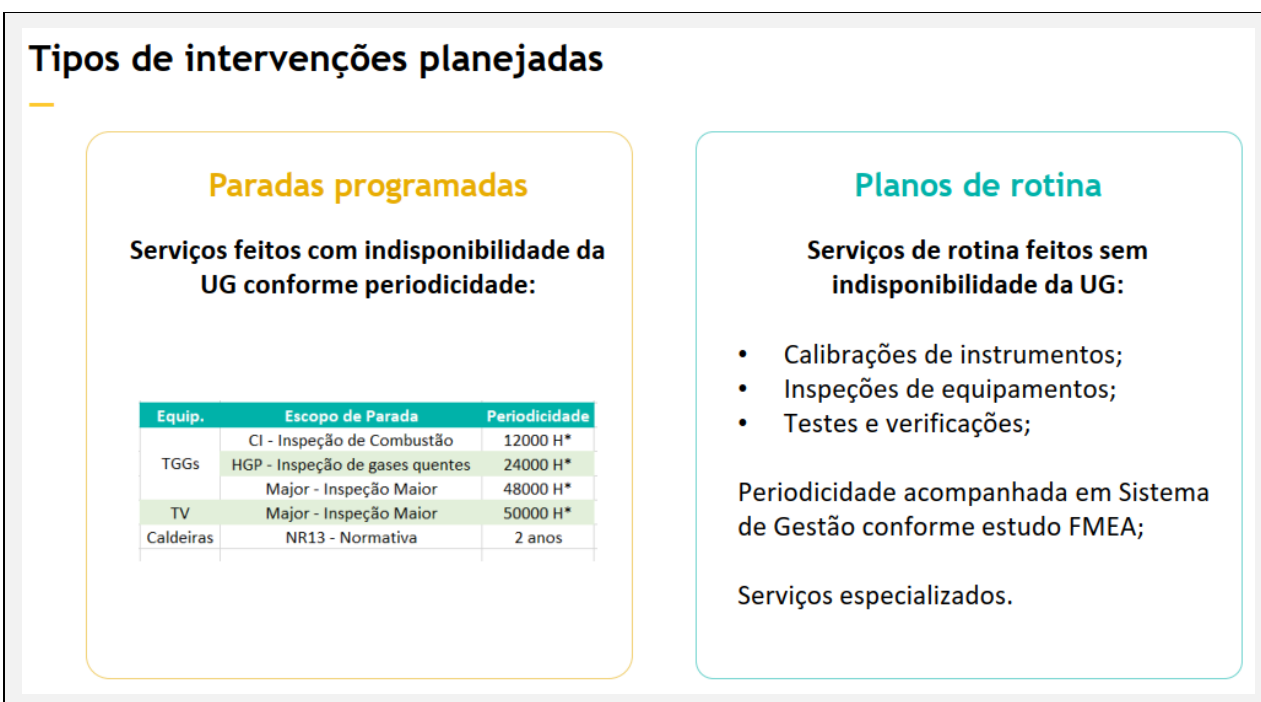 Tipos de intervenções planejadas
Paradas programadas
Serviços feitos com indisponibilidade da
UG conforme periodicidade:
Equip. Escopo de Parada Periodicidade
CI - Inspeção de Combustão 12000 H*
TGGs HGP - Inspeção de gases quentes 24000 H*
Major - Inspeção Maior 48000 H*
TV Major - Inspeção Maior 50000 H*
Caldeiras NR13 - Normativa 2 anos
Planos de rotina
Serviços de rotina feitos sem
indisponibilidade da UG:
• Calibrações de instrumentos;
• Inspeções de equipamentos;
• Testes e verificações;
Periodicidade acompanhada em Sistema
de Gestão conforme estudo FMEA;
Serviços especializados.